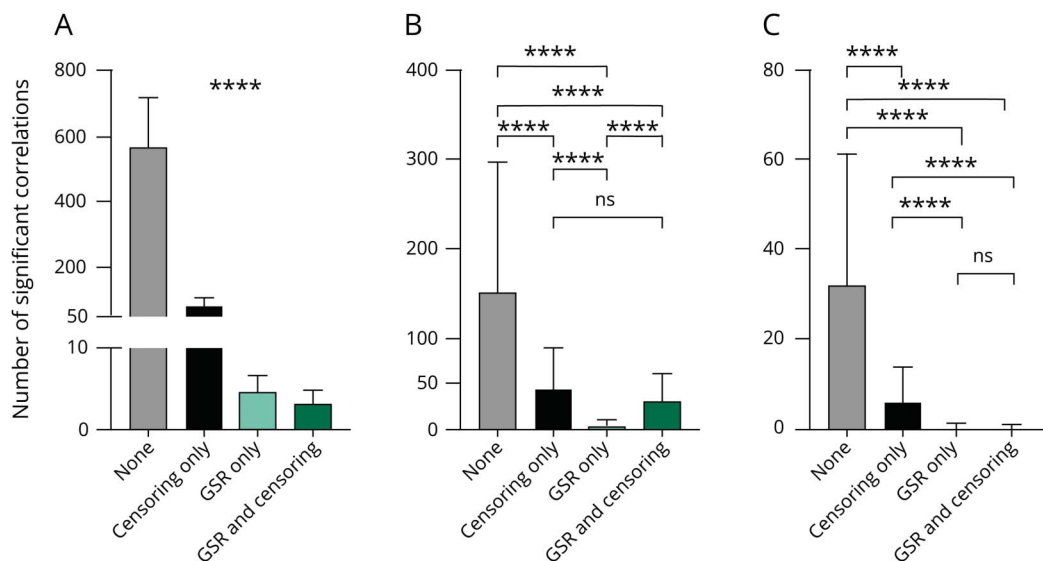 A
B
C
Number of significant correlations
800
600
400
200
50
10
0
****
None
Censoring only
GSR only
GSR and censoring
400
300
200
100
50
0
****
****
****
****
****
ns
None
Censoring only
GSR only
GSR and censoring
80
60
40
20
0
****
****
****
****
****
ns
None
Censoring only
GSR only
GSR and censoring